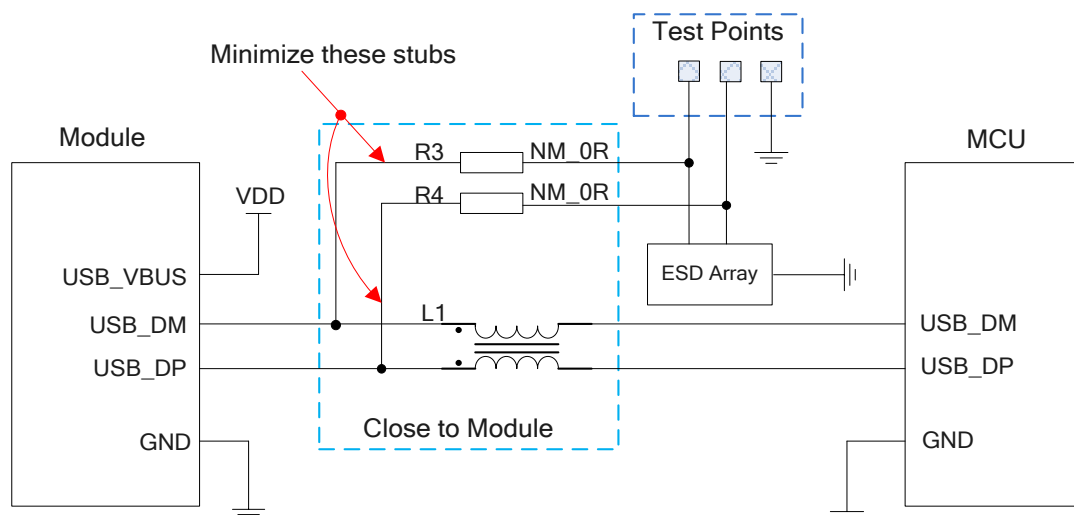 Test Points
Minimize these stubs
Module
MCU
R3
NM_0R
R4
NM_0R
VDD
ESD Array
USB_VBUS
L1
USB_DM
USB_DM
USB_DP
USB_DP
Close to Module
GND
GND